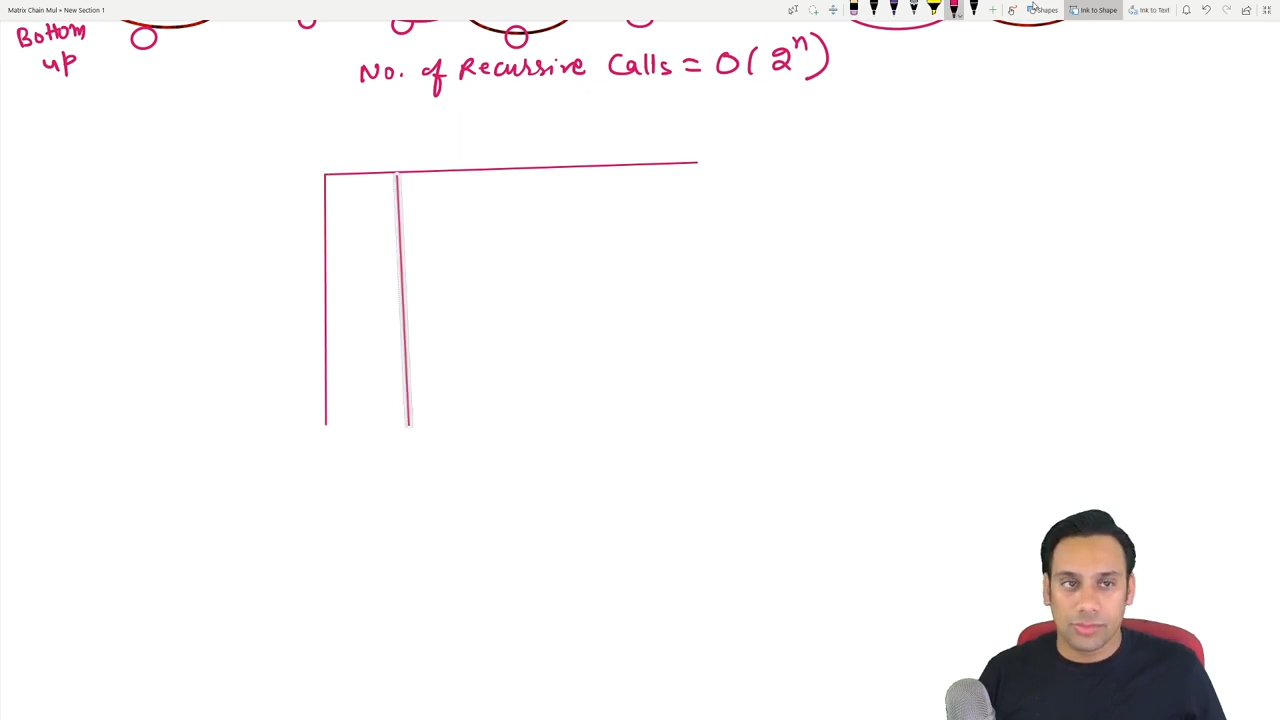 Matrix Chain Mul » New Section 1
Shapes
Ink to Shape
Ink to Text
Bottom
up
No. of Recursive Calls = O(2^n)